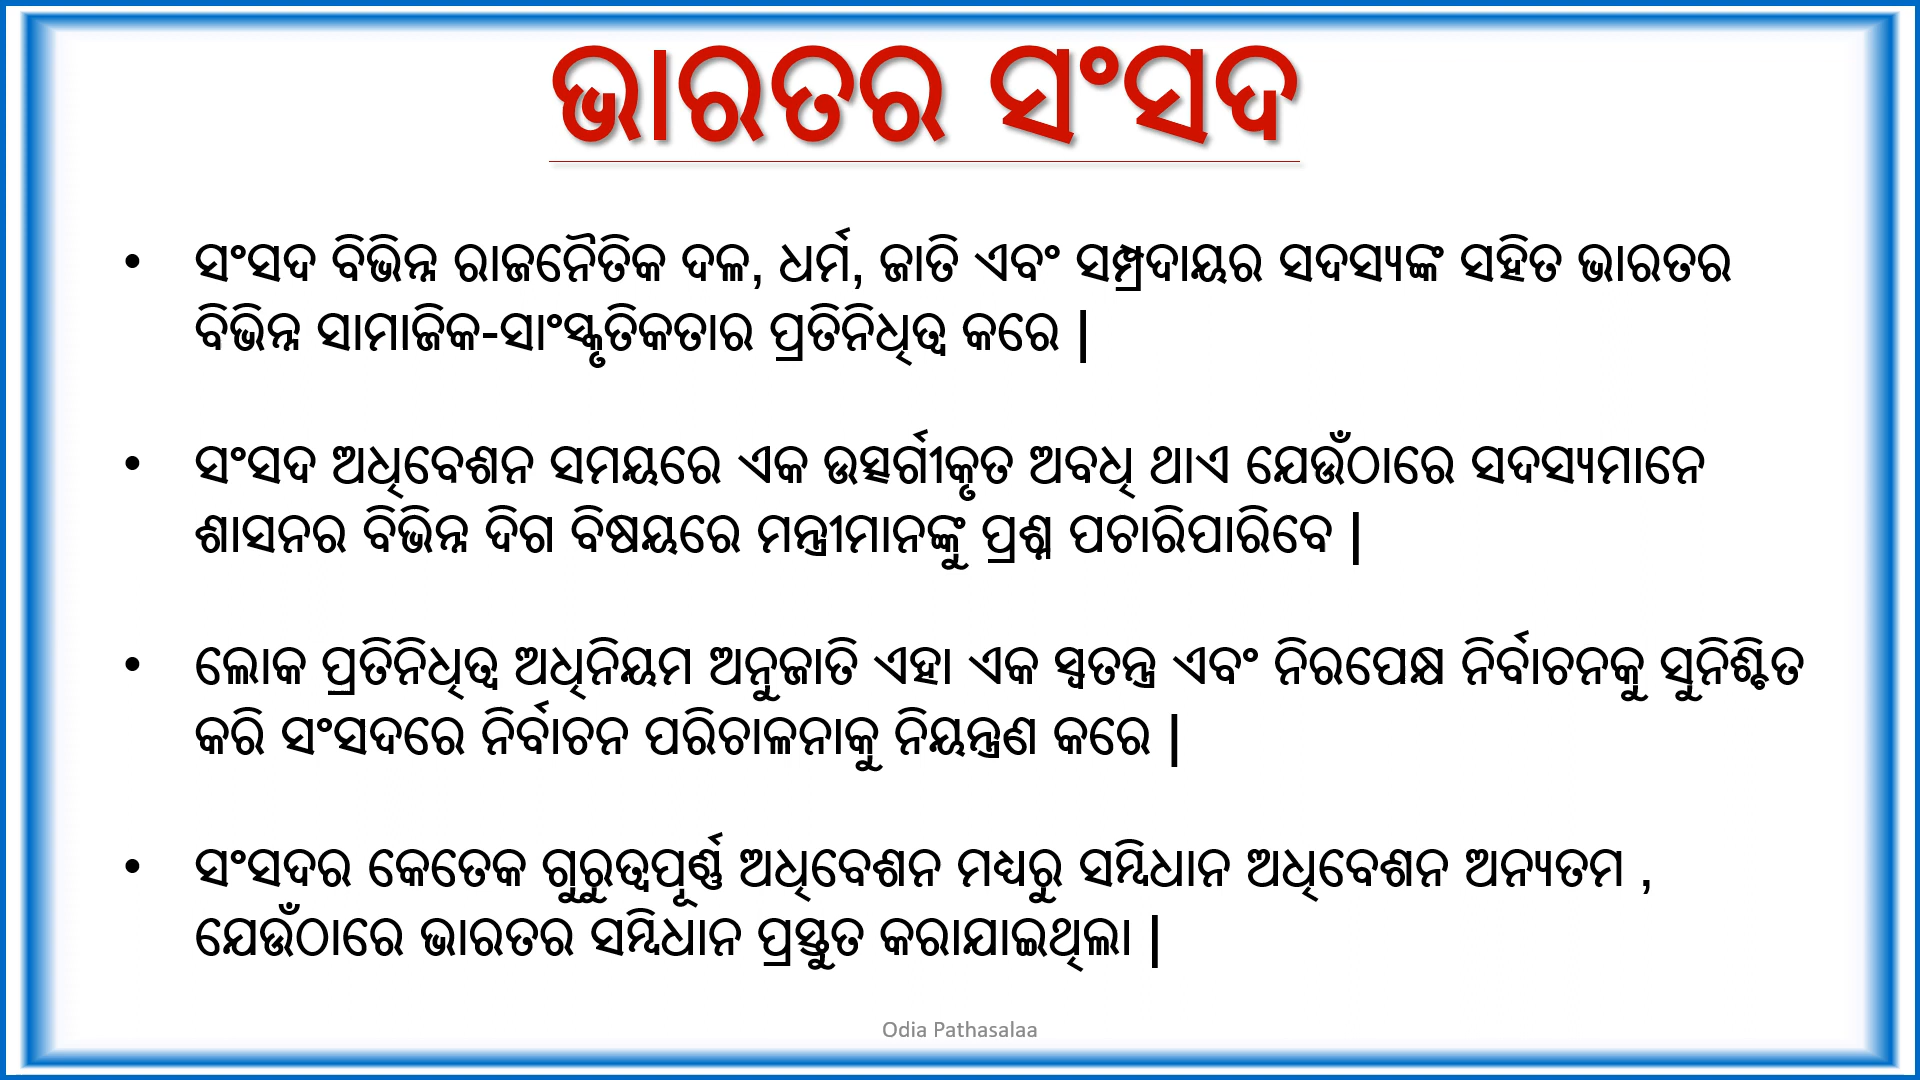 ଭାରତର ସଂସଦ
• ସଂସଦ ବିଭିନ୍ନ ରାଜନୈତିକ ଦଳ, ଧର୍ମ, ଜାତି ଏବଂ ସମ୍ପ୍ରଦାୟର ସଦସ୍ୟଙ୍କ ସହିତ ଭାରତର
ବିଭିନ୍ନ ସାମାଜିକ-ସାଂସ୍କୃତିକତାର ପ୍ରତିନିଧିତ୍ୱ କରେ |
• ସଂସଦ ଅଧିବେଶନ ସମୟରେ ଏକ ଉତ୍ସର୍ଗୀକୃତ ଅବଧି ଥାଏ ଯେଉଁଠାରେ ସଦସ୍ୟମାନେ
ଶାସନର ବିଭିନ୍ନ ଦିଗ ବିଷୟରେ ମନ୍ତ୍ରୀମାନଙ୍କୁ ପ୍ରଶ୍ନ ପଚାରିପାରିବେ |
• ଲୋକ ପ୍ରତିନିଧିତ୍ୱ ଅଧିନିୟମ ଅନୁଜାତି ଏହା ଏକ ସ୍ୱତନ୍ତ୍ର ଏବଂ ନିରପେକ୍ଷ ନିର୍ବାଚନକୁ ସୁନିଶ୍ଚିତ
କରି ସଂସଦରେ ନିର୍ବାଚନ ପରିଚାଳନାକୁ ନିୟନ୍ତ୍ରଣ କରେ |
• ସଂସଦର କେତେକ ଗୁରୁତ୍ୱପୂର୍ଣ୍ଣ ଅଧିବେଶନ ମଧ୍ଯରୁ ସମ୍ବିଧାନ ଅଧିବେଶନ ଅନ୍ୟତମ ,
ଯେଉଁଠାରେ ଭାରତର ସମ୍ବିଧାନ ପ୍ରସ୍ତୁତ କରାଯାଇଥିଲା |
Odia Pathasalaa